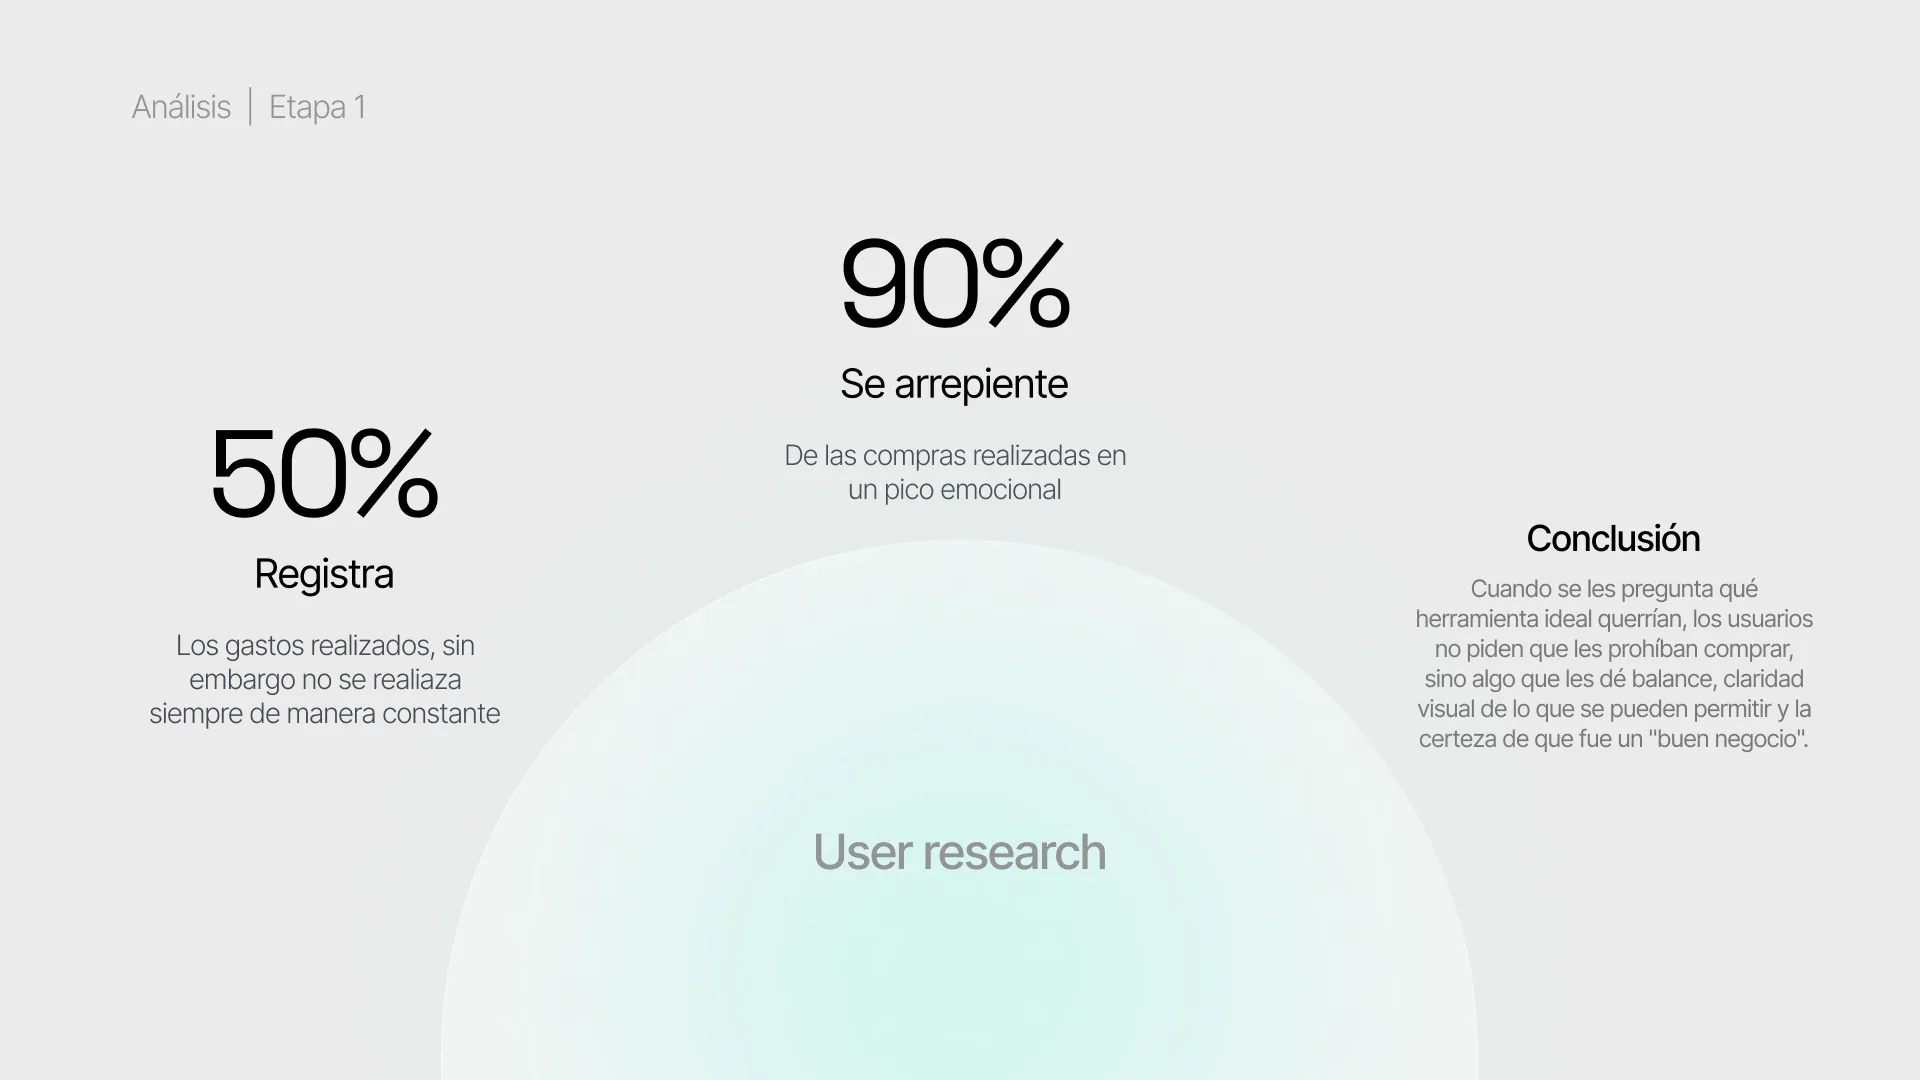 Análisis | Etapa 1
50%
Registra
Los gastos realizados, sin
embargo no se realiaza
siempre de manera constante
90%
Se arrepiente
De las compras realizadas en
un pico emocional
Conclusión
Cuando se les pregunta qué
herramienta ideal querrían, los usuarios
no piden que les prohíban comprar,
sino algo que les dé balance, claridad
visual de lo que se pueden permitir y la
certeza de que fue un "buen negocio".
User research